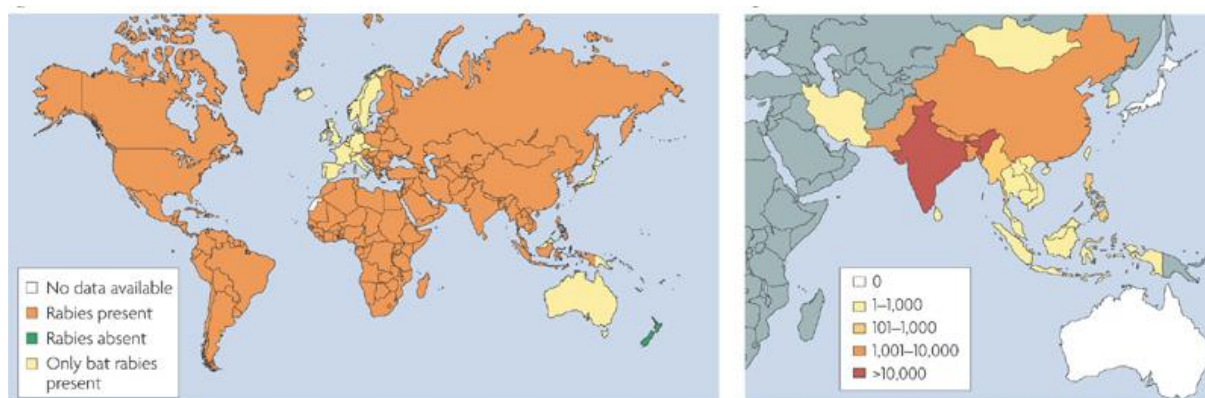 No data available
Rabies present
Rabies absent
Only bat rabies
present
0
1–1,000
101–1,000
1,001–10,000
>10,000